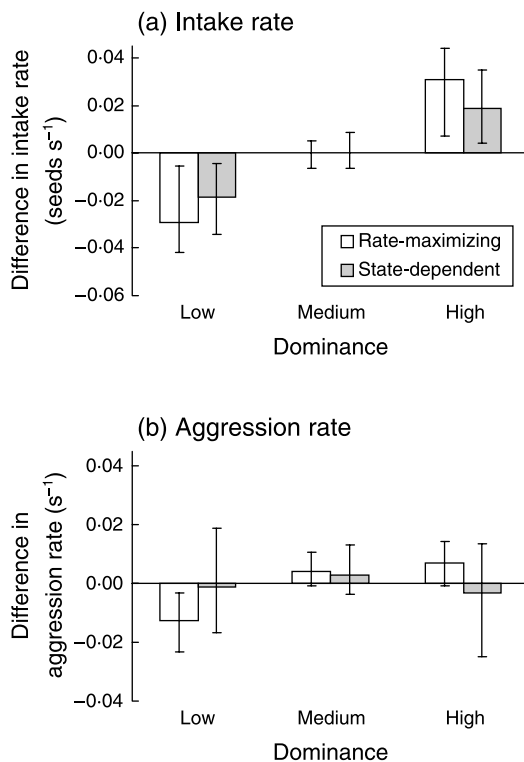 (a) Intake rate
Difference in intake rate
(seeds s⁻¹)
0·04
0·02
0·00
−0·02
−0·04
−0·06
Rate-maximizing
State-dependent
Low Medium High
Dominance
(b) Aggression rate
Difference in
aggression rate (s⁻¹)
0·04
0·02
0·00
−0·02
−0·04
Low Medium High
Dominance